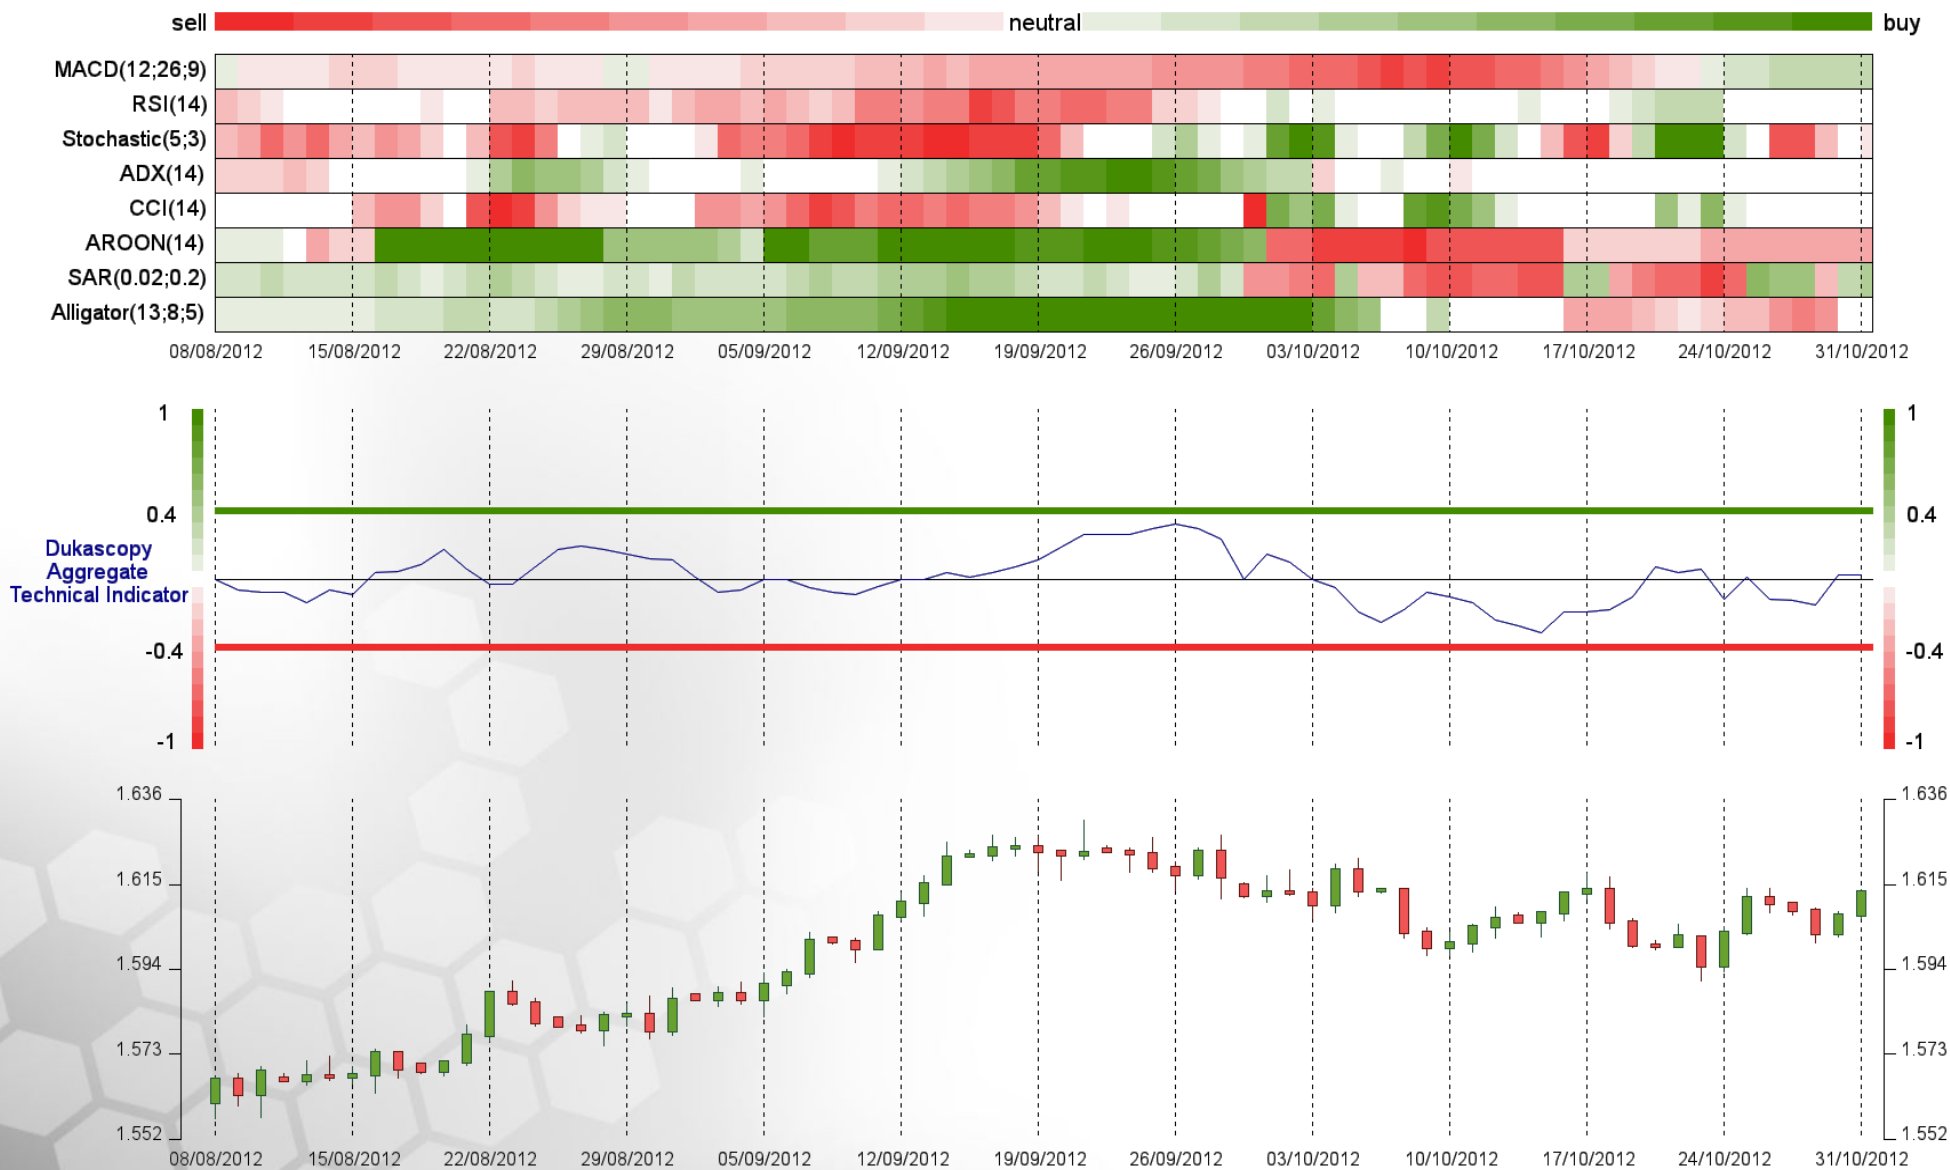 sell neutral buy
MACD(12;26;9)
RSI(14)
Stochastic(5;3)
ADX(14)
CCI(14)
AROON(14)
SAR(0.02;0.2)
Alligator(13;8;5)
08/08/2012 15/08/2012 22/08/2012 29/08/2012 05/09/2012 12/09/2012 19/09/2012 26/09/2012 03/10/2012 10/10/2012 17/10/2012 24/10/2012 31/10/2012
1 1
0.4 0.4
Dukascopy
Aggregate
Technical Indicator
-0.4 -0.4
-1 -1
1.636 1.636
1.615 1.615
1.594 1.594
1.573 1.573
1.552 1.552
08/08/2012 15/08/2012 22/08/2012 29/08/2012 05/09/2012 12/09/2012 19/09/2012 26/09/2012 03/10/2012 10/10/2012 17/10/2012 24/10/2012 31/10/2012